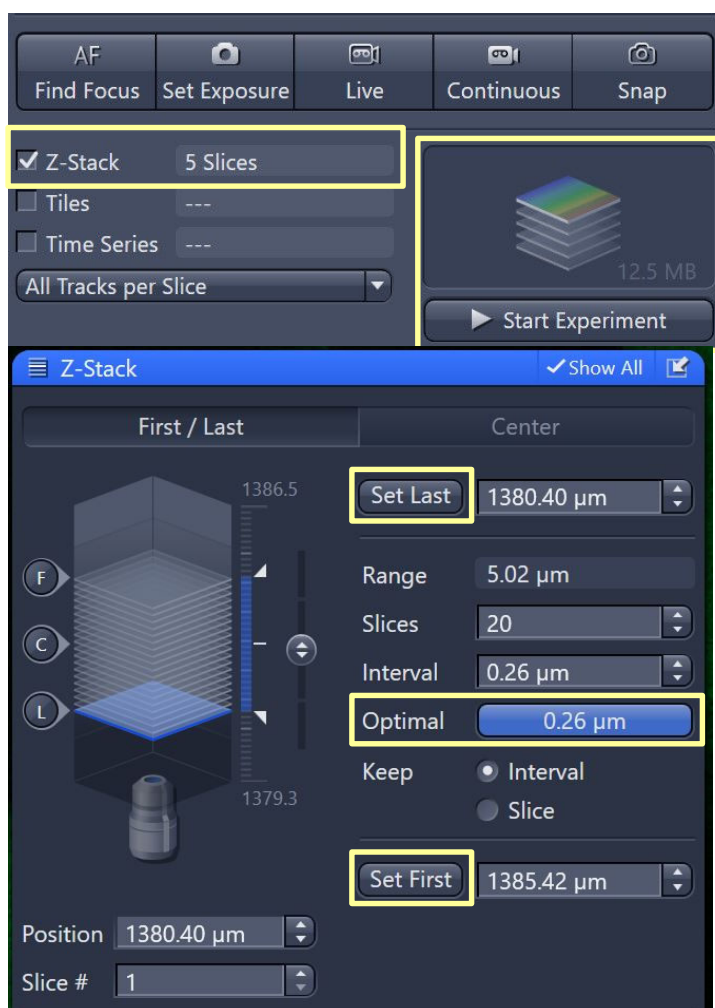 AF
Find Focus Set Exposure Live Continuous Snap
Z-Stack 5 Slices
Tiles ---
Time Series ---
All Tracks per Slice
12.5 MB
Start Experiment
Z-Stack Show All
First / Last Center
1386.5
Set Last 1380.40 µm
F
Range 5.02 µm
Slices 20
C
Interval 0.26 µm
L
Optimal 0.26 µm
Keep Interval
1379.3
Slice
Set First 1385.42 µm
Position 1380.40 µm
Slice # 1